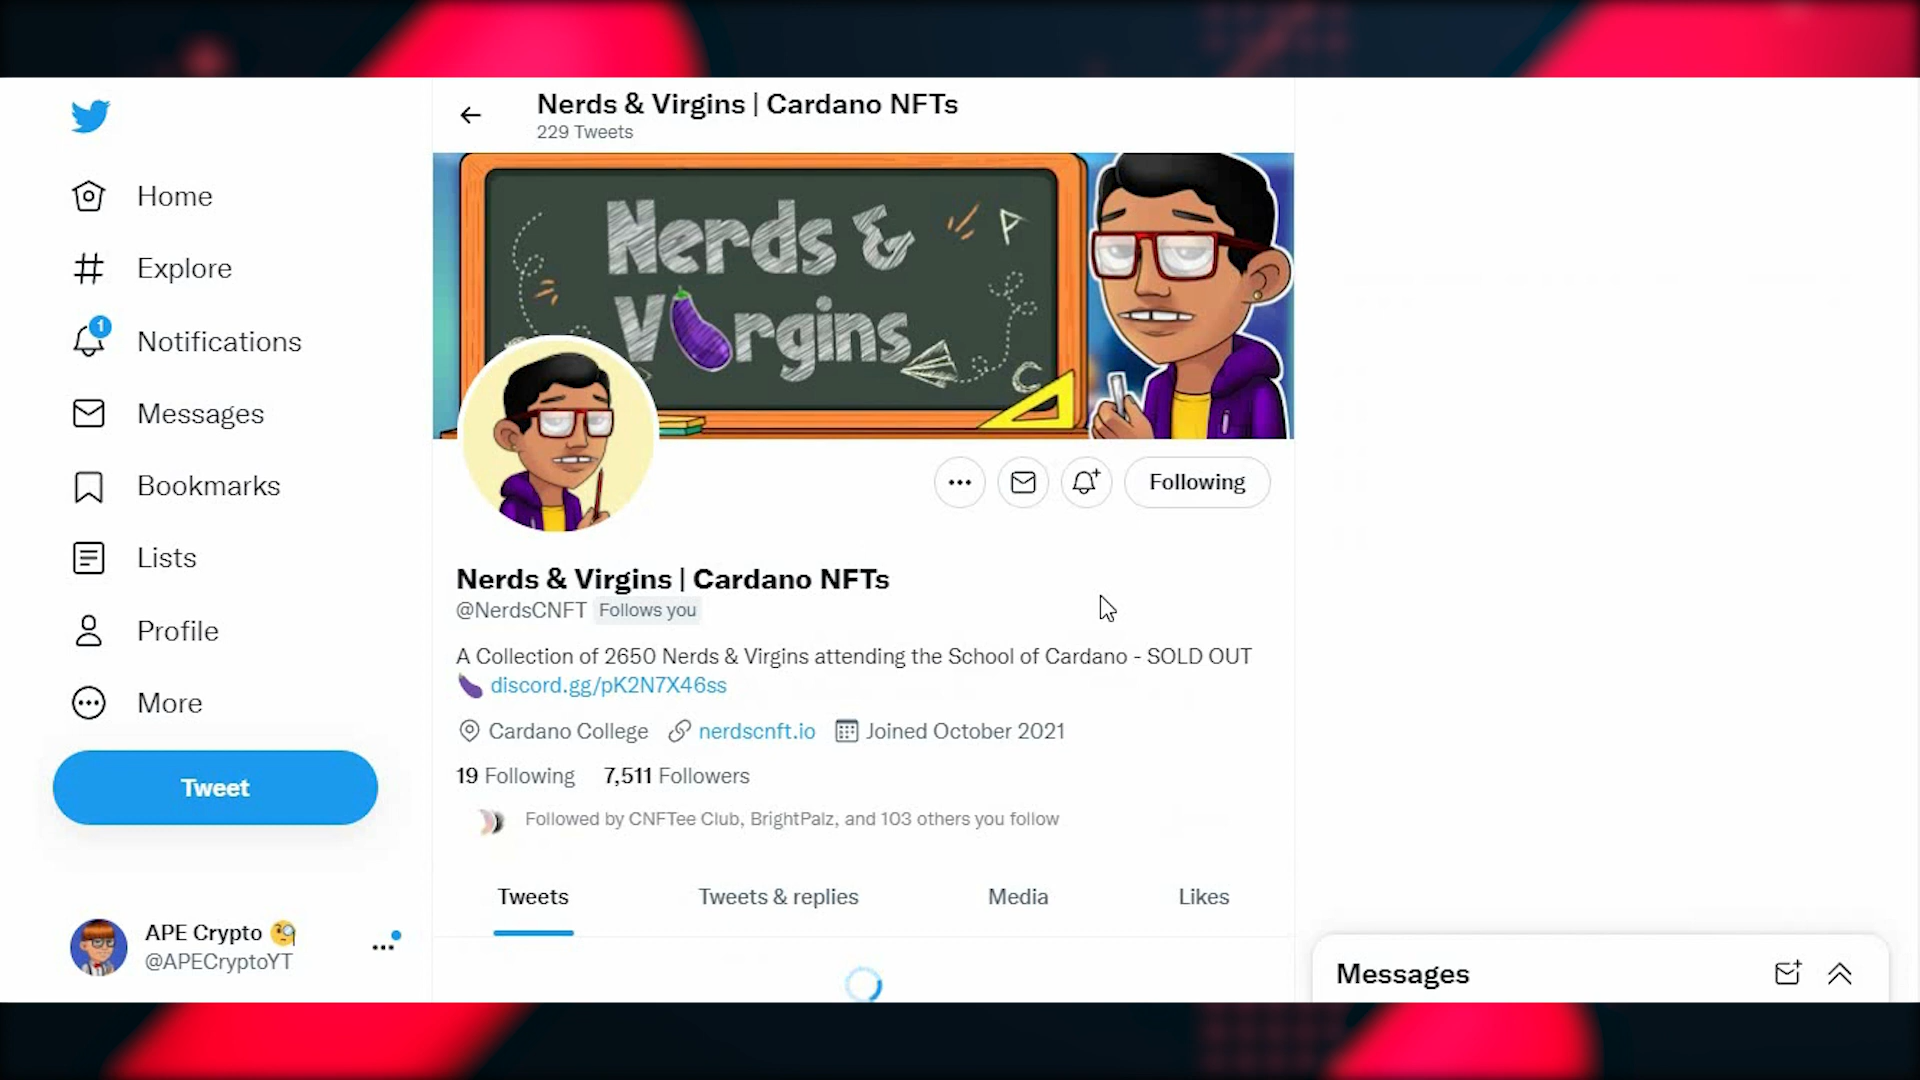 Nerds & Virgins | Cardano NFTs
229 Tweets
Home
Explore
1
Notifications
Messages
Bookmarks
Lists
Profile
More
Tweet
APE Crypto
@APECryptoYT
Nerds &
V🍆rgins
A
C
Following
Nerds & Virgins | Cardano NFTs
@NerdsCNFT Follows you
A Collection of 2650 Nerds & Virgins attending the School of Cardano - SOLD OUT
🍆 discord.gg/pK2N7X46ss
Cardano College nerdscnft.io Joined October 2021
19 Following 7,511 Followers
Followed by CNFTee Club, BrightPalz, and 103 others you follow
Tweets Tweets & replies Media Likes
Messages